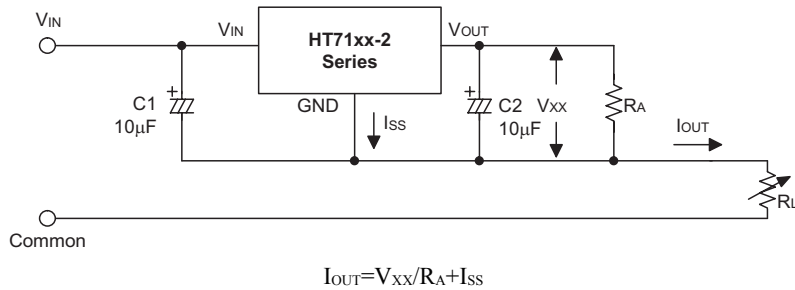 VIN
VIN
HT71xx-2
Series
VOUT
GND
ISS
C1
10μF
C2
10μF
VXX
RA
IOUT
RL
Common
IOUT=VXX/RA+ISS